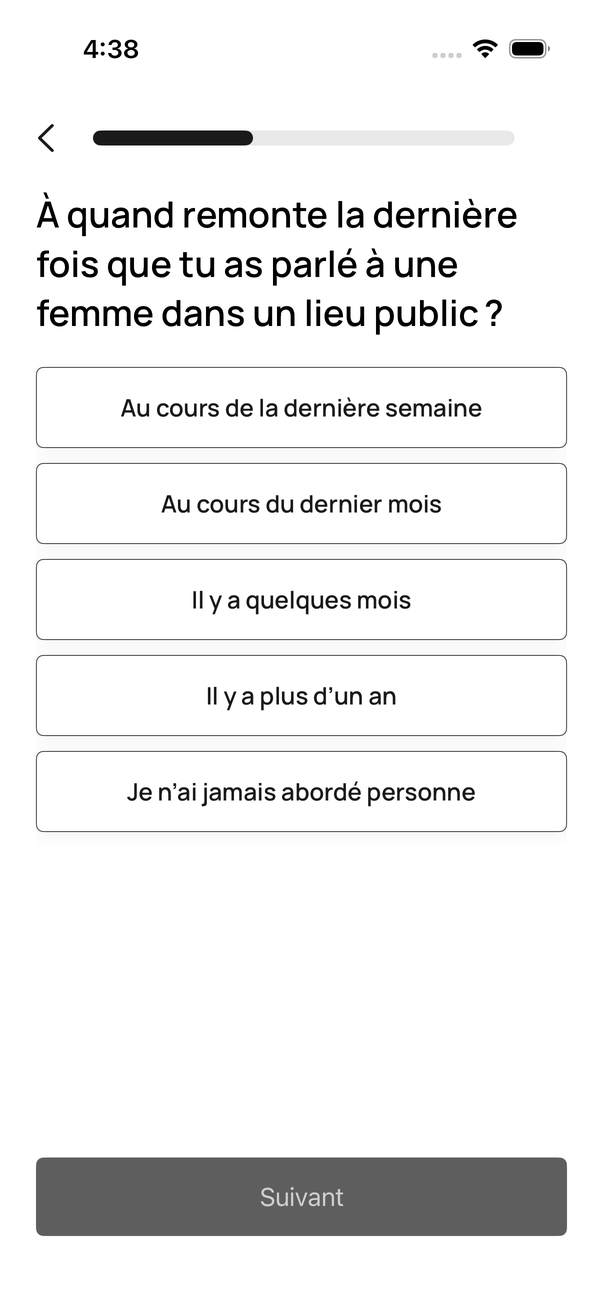 4:38
À quand remonte la dernière
fois que tu as parlé à une
femme dans un lieu public ?
Au cours de la dernière semaine
Au cours du dernier mois
Il y a quelques mois
Il y a plus d’un an
Je n’ai jamais abordé personne
Suivant